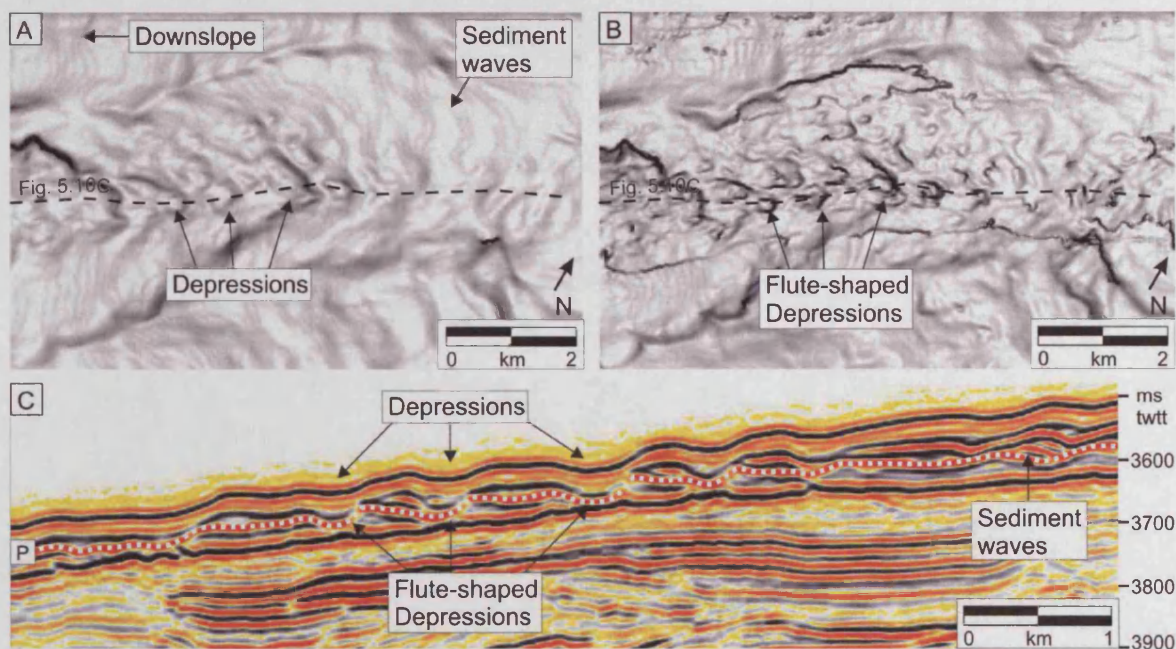 A
Downslope
Sediment
waves
Fig. 5.10C
Depressions
N
0 km 2
B
Fig. 5.10C
Flute-shaped
Depressions
N
0 km 2
C
Depressions
ms
twtt
3600
3700
3800
3900
P
Sediment
waves
Flute-shaped
Depressions
0 km 1